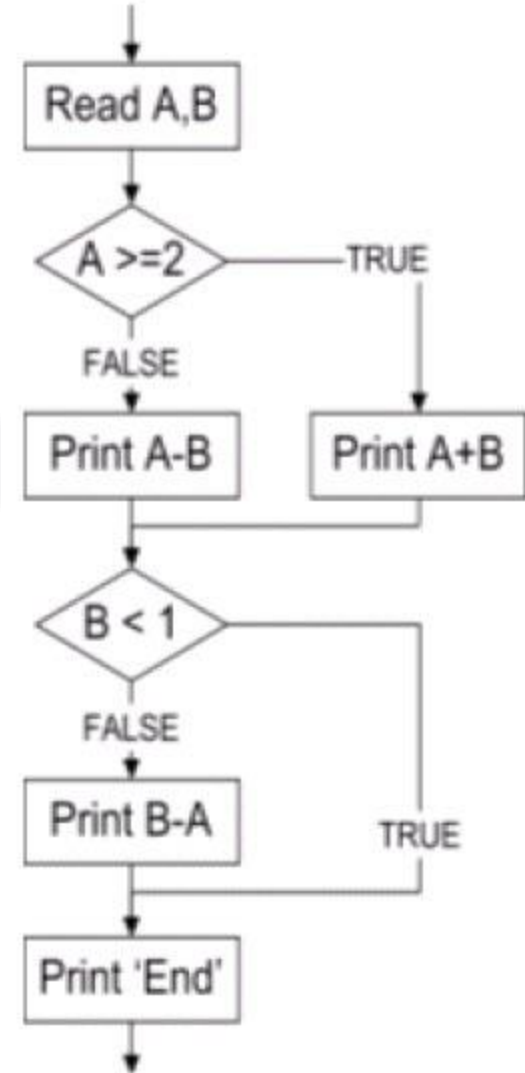 Read A,B
A >=2
TRUE
FALSE
Print A-B
Print A+B
B < 1
FALSE
Print B-A
TRUE
Print ‘End’